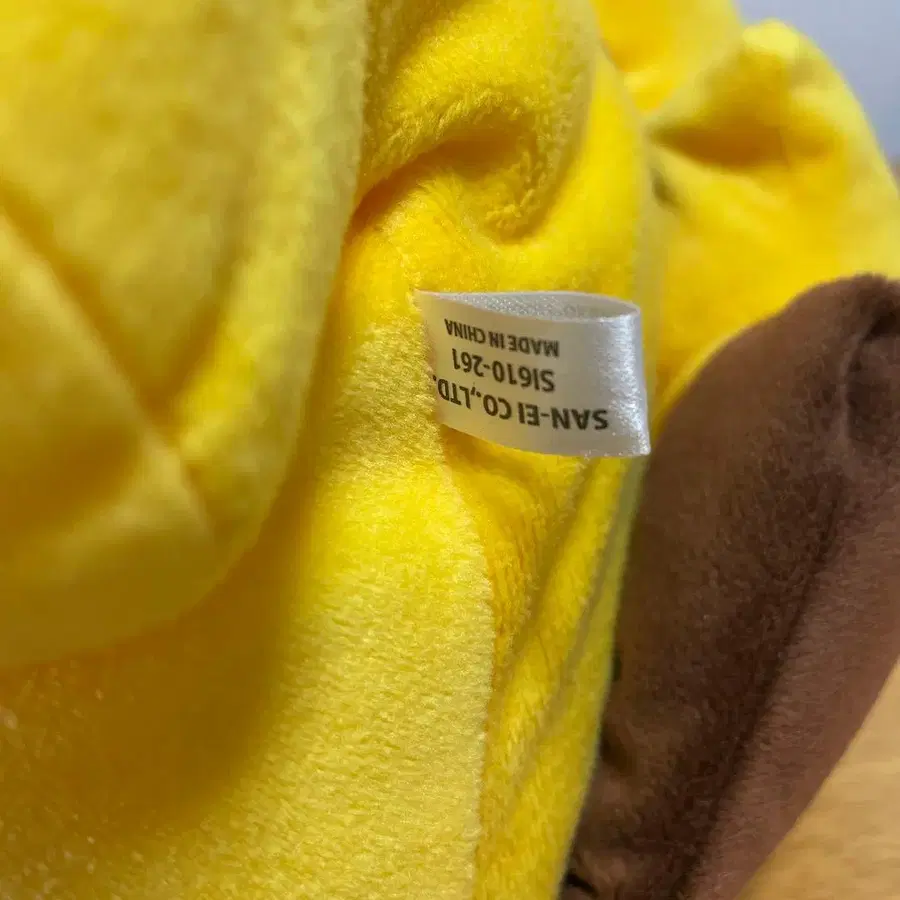 SAN-EI CO.,LTD.
SI610-261
MADE IN CHINA